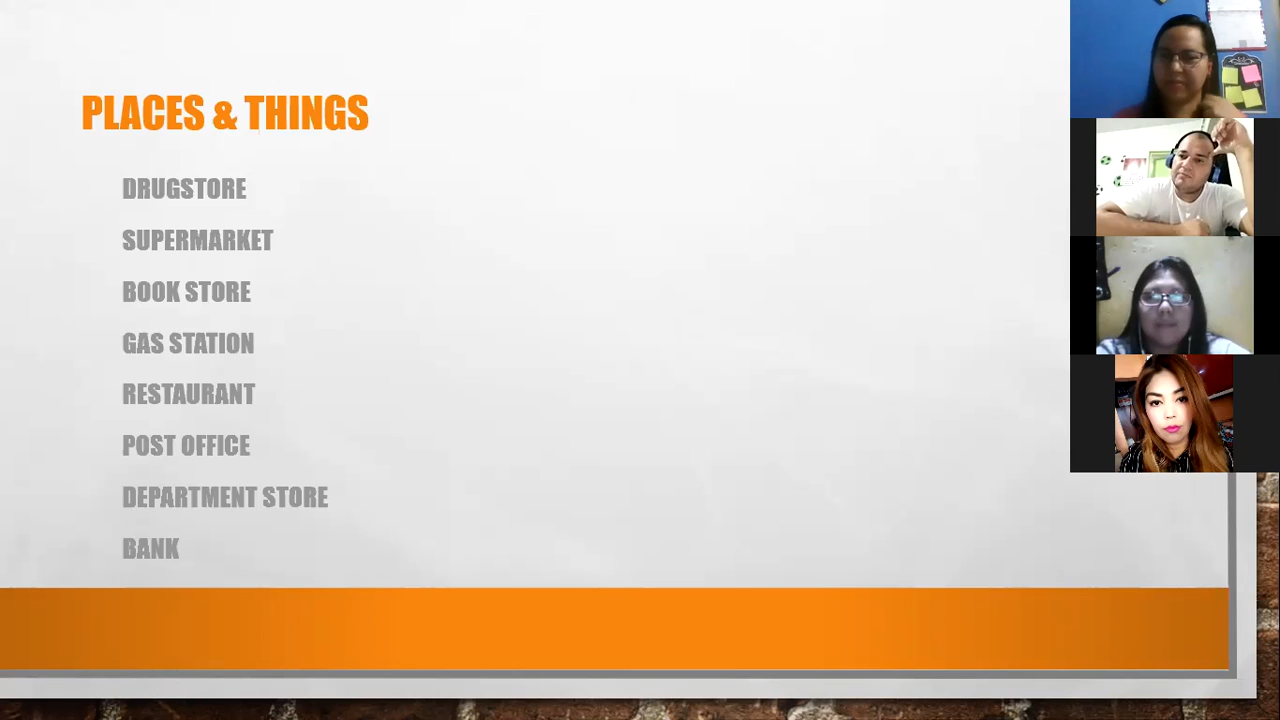 PLACES & THINGS
DRUGSTORE
SUPERMARKET
BOOK STORE
GAS STATION
RESTAURANT
POST OFFICE
DEPARTMENT STORE
BANK